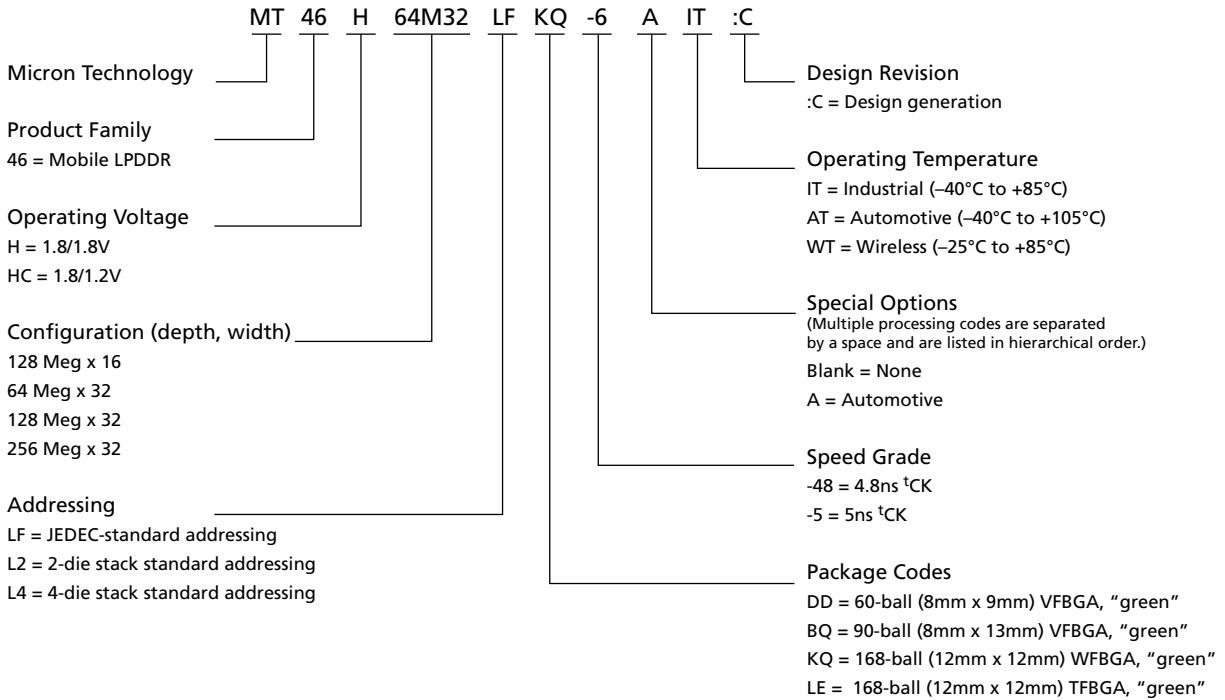 MT 46 H 64M32 LF KQ -6 A IT :C
Micron Technology
Product Family
46 = Mobile LPDDR
Operating Voltage
H = 1.8/1.8V
HC = 1.8/1.2V
Configuration (depth, width)
128 Meg x 16
64 Meg x 32
128 Meg x 32
256 Meg x 32
Addressing
LF = JEDEC-standard addressing
L2 = 2-die stack standard addressing
L4 = 4-die stack standard addressing
Design Revision
:C = Design generation
Operating Temperature
IT = Industrial (–40°C to +85°C)
AT = Automotive (–40°C to +105°C)
WT = Wireless (–25°C to +85°C)
Special Options
(Multiple processing codes are separated
by a space and are listed in hierarchical order.)
Blank = None
A = Automotive
Speed Grade
-48 = 4.8ns tCK
-5 = 5ns tCK
Package Codes
DD = 60-ball (8mm x 9mm) VFBGA, “green”
BQ = 90-ball (8mm x 13mm) VFBGA, “green”
KQ = 168-ball (12mm x 12mm) WFBGA, “green”
LE = 168-ball (12mm x 12mm) TFBGA, “green”